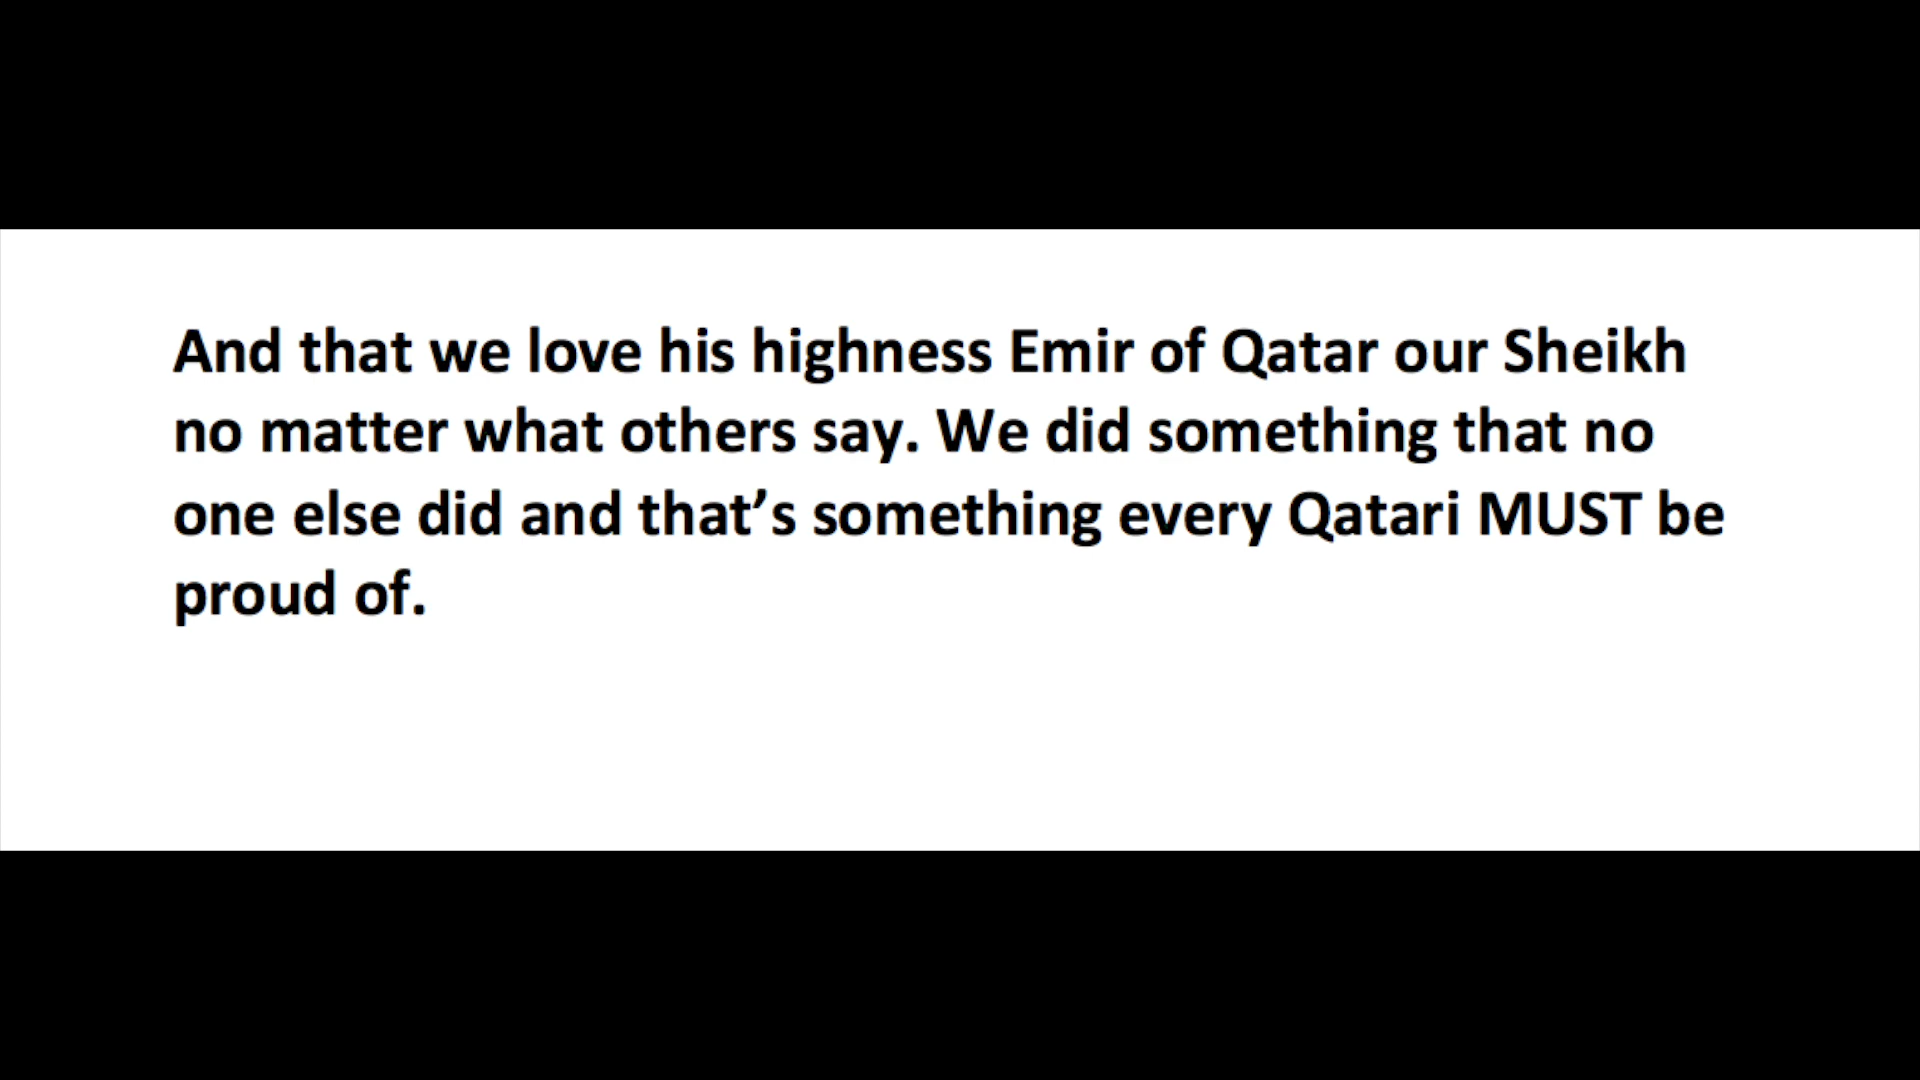 And that we love his highness Emir of Qatar our Sheikh
no matter what others say. We did something that no
one else did and that’s something every Qatari MUST be
proud of.